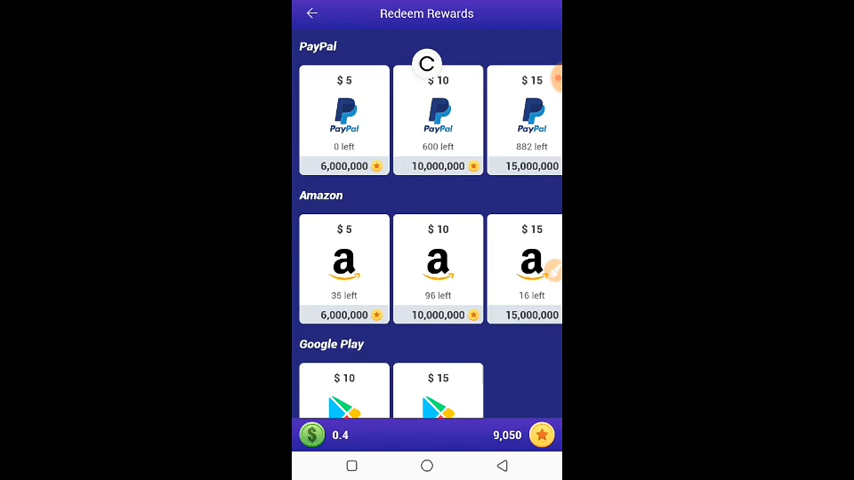 Redeem Rewards
PayPal
$ 5
$ 10
$ 15
PayPal
PayPal
PayPal
0 left
600 left
882 left
6,000,000
10,000,000
15,000,000
Amazon
$ 5
$ 10
$ 15
a
a
a
35 left
96 left
16 left
6,000,000
10,000,000
15,000,000
Google Play
$ 10
$ 15
$
0.4
9,050